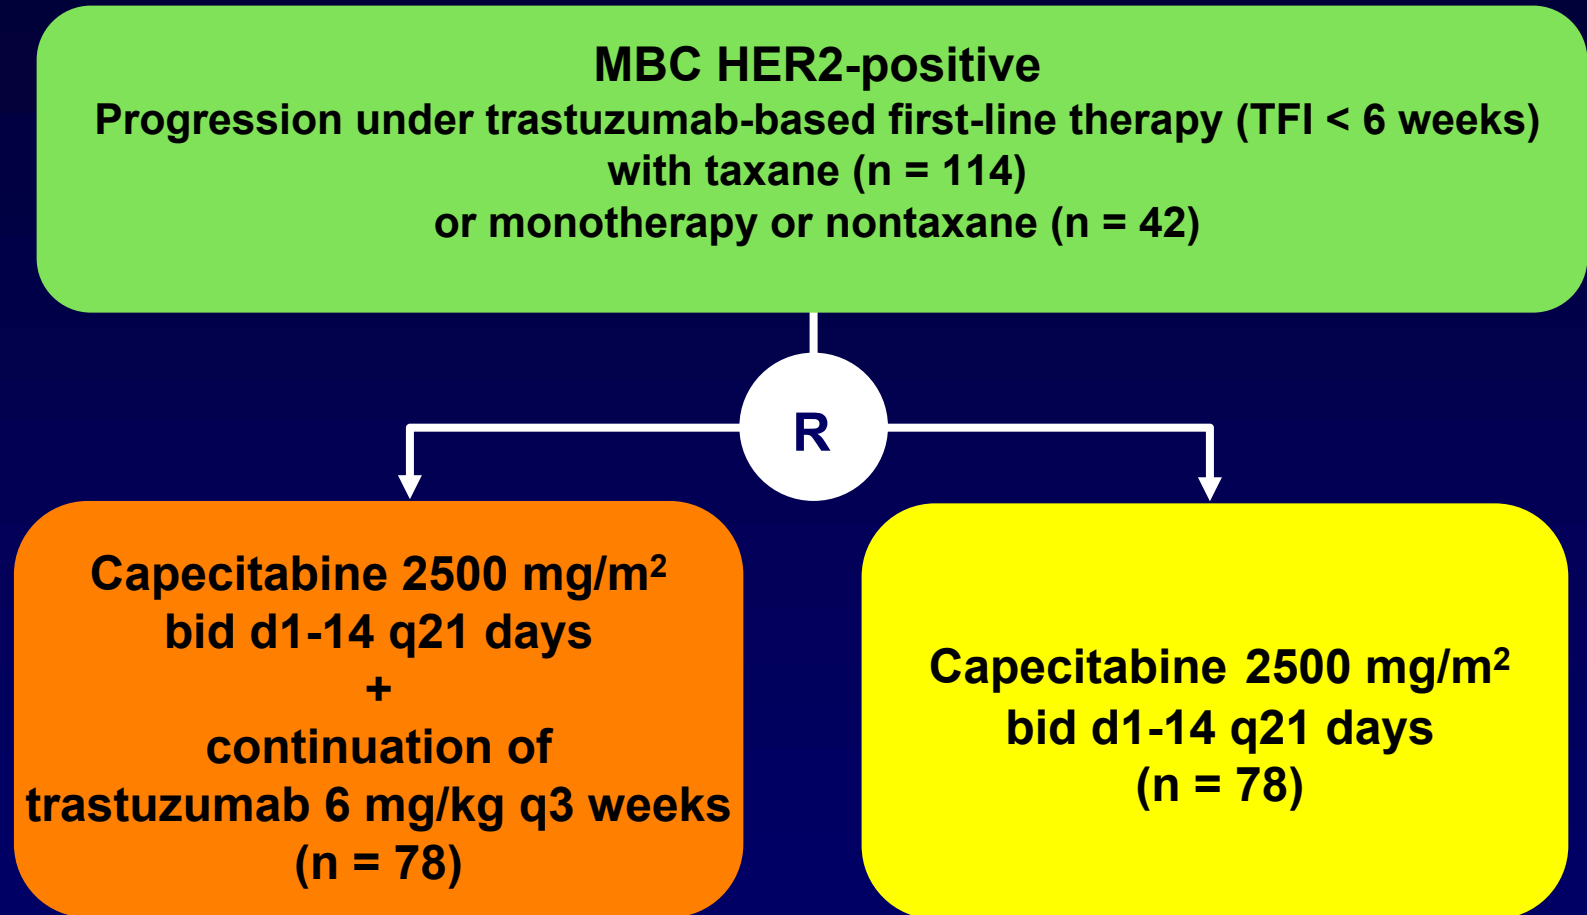 MBC HER2-positive
Progression under trastuzumab-based first-line therapy (TFI < 6 weeks)
with taxane (n = 114)
or monotherapy or nontaxane (n = 42)
R
Capecitabine 2500 mg/m²
bid d1-14 q21 days
+
continuation of
trastuzumab 6 mg/kg q3 weeks
(n = 78)
Capecitabine 2500 mg/m²
bid d1-14 q21 days
(n = 78)